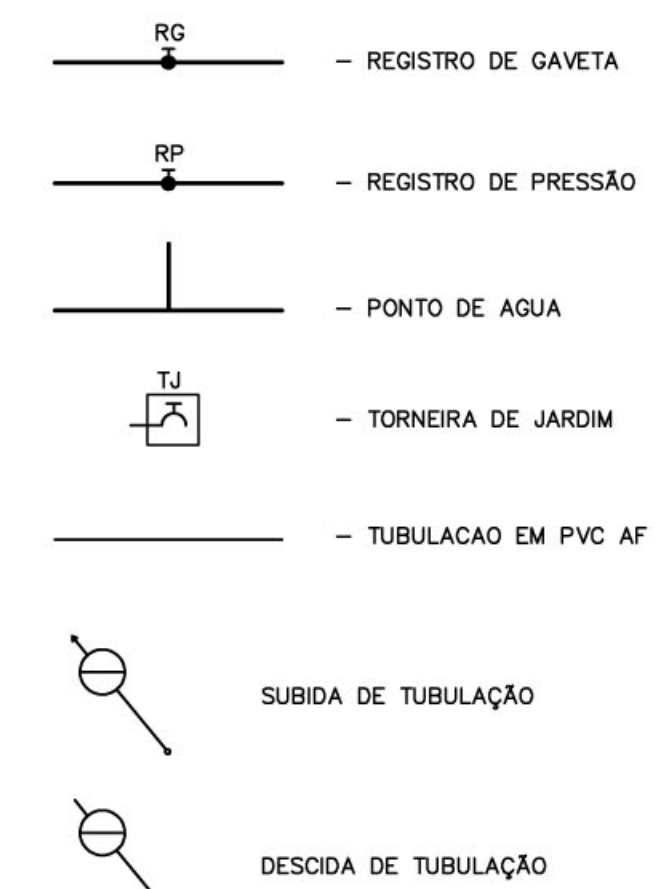 RG
– REGISTRO DE GAVETA
RP
– REGISTRO DE PRESSÃO
– PONTO DE AGUA
TJ
– TORNEIRA DE JARDIM
– TUBULACAO EM PVC AF
SUBIDA DE TUBULAÇÃO
DESCIDA DE TUBULAÇÃO